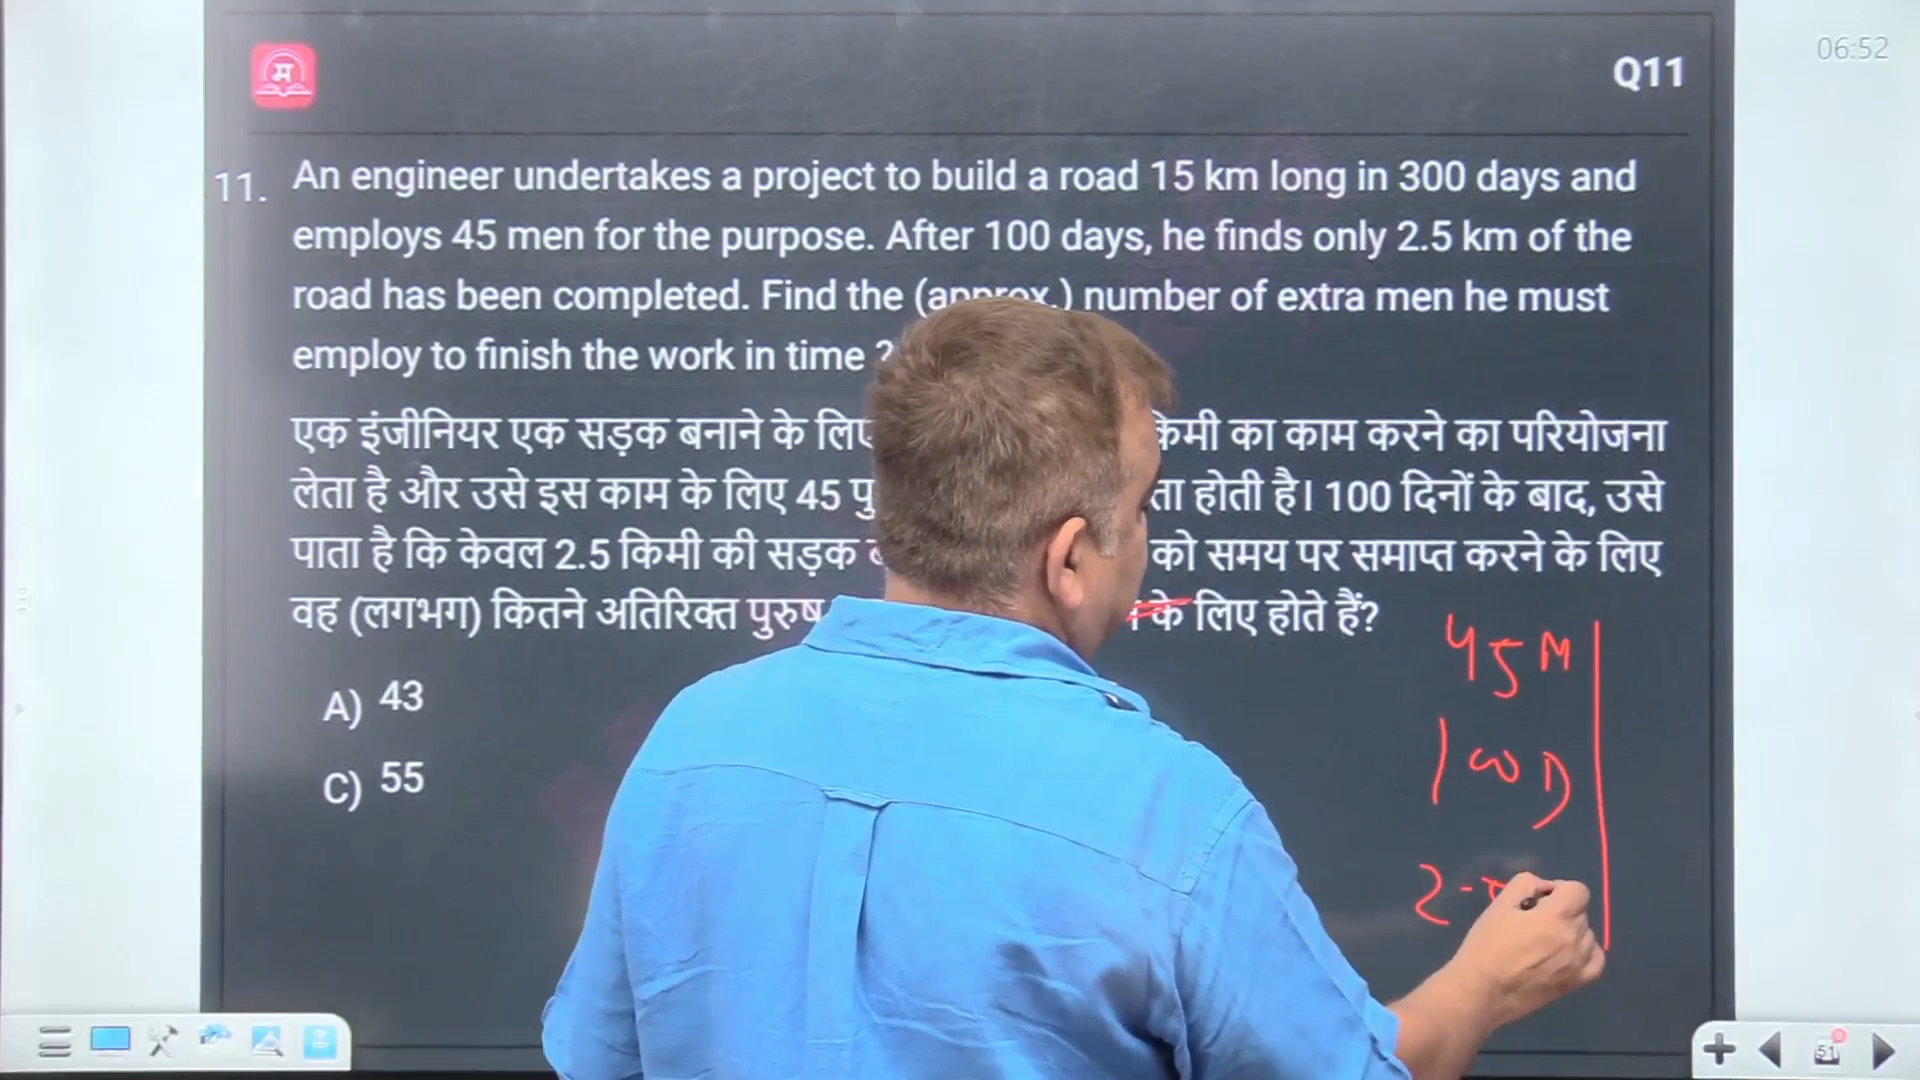 06:52
म
Q11
11. An engineer undertakes a project to build a road 15 km long in 300 days and
employs 45 men for the purpose. After 100 days, he finds only 2.5 km of the
road has been completed. Find the (approx.) number of extra men he must
employ to finish the work in time ?
एक इंजीनियर एक सड़क बनाने के लिए किमी का काम करने का परियोजना
लेता है और उसे इस काम के लिए 45 होती है। 100 दिनों के बाद, उसे
पाता है कि केवल 2.5 किमी की सड़क को समय पर समाप्त करने के लिए
वह (लगभग) कितने अतिरिक्त पुरुष के लिए होते हैं?
45 M
A) 43
100 D
C) 55
51